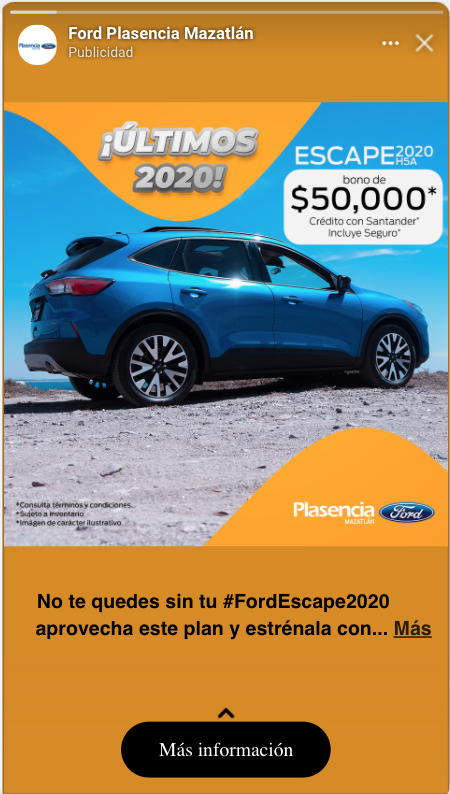 Ford Plasencia Mazatlán
Publicidad
Plasencia Ford
¡ÚLTIMOS
2020!
ESCAPE 2020
H5A
bono de
$50,000*
Crédito con Santander*
Incluye Seguro*
*Consulta términos y condiciones.
*Sujeto a inventario
*Imágen de carácter ilustrativo
Plasencia Ford
MAZATLÁN
No te quedes sin tu #FordEscape2020
aprovecha este plan y estrénala con... Más
Más información